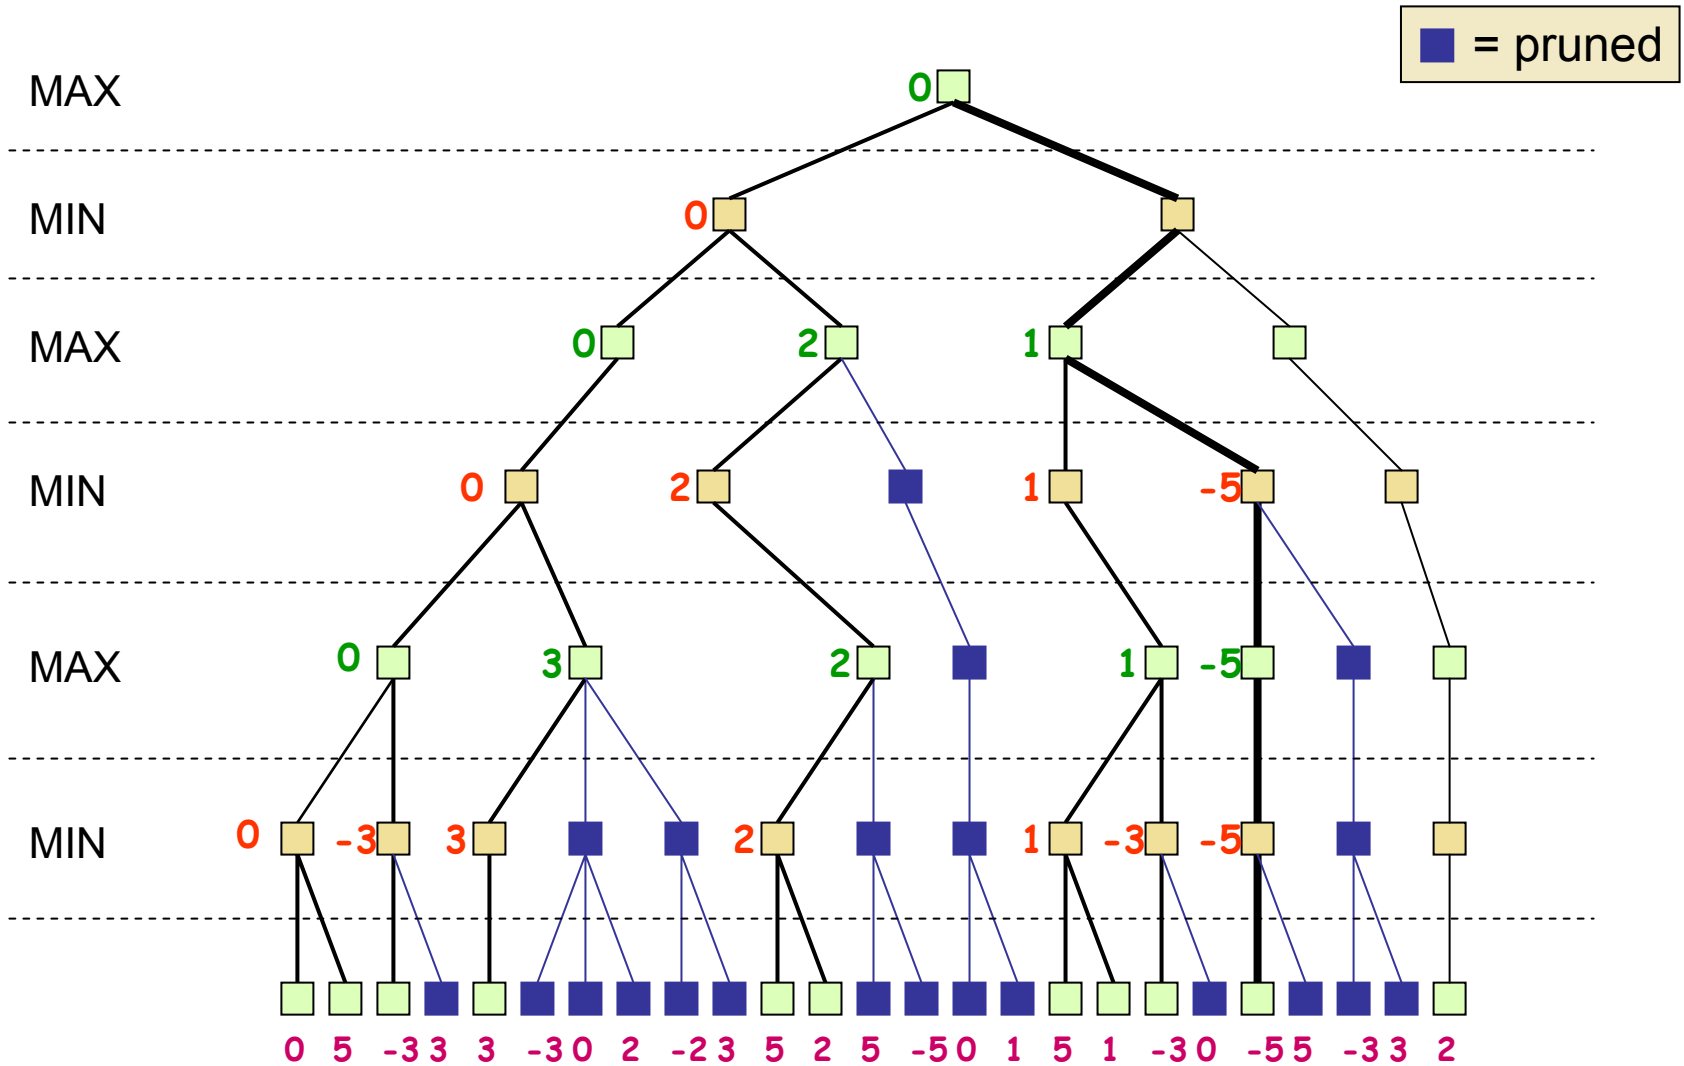 = pruned
MAX 0
MIN 0
MAX 0 2 1
MIN 0 2 1 -5
MAX 0 3 2 1 -5
MIN 0 -3 3 2 1 -3 -5
0 5 -3 3 3 -3 0 2 -2 3 5 2 5 -5 0 1 5 1 -3 0 -5 5 -3 3 2